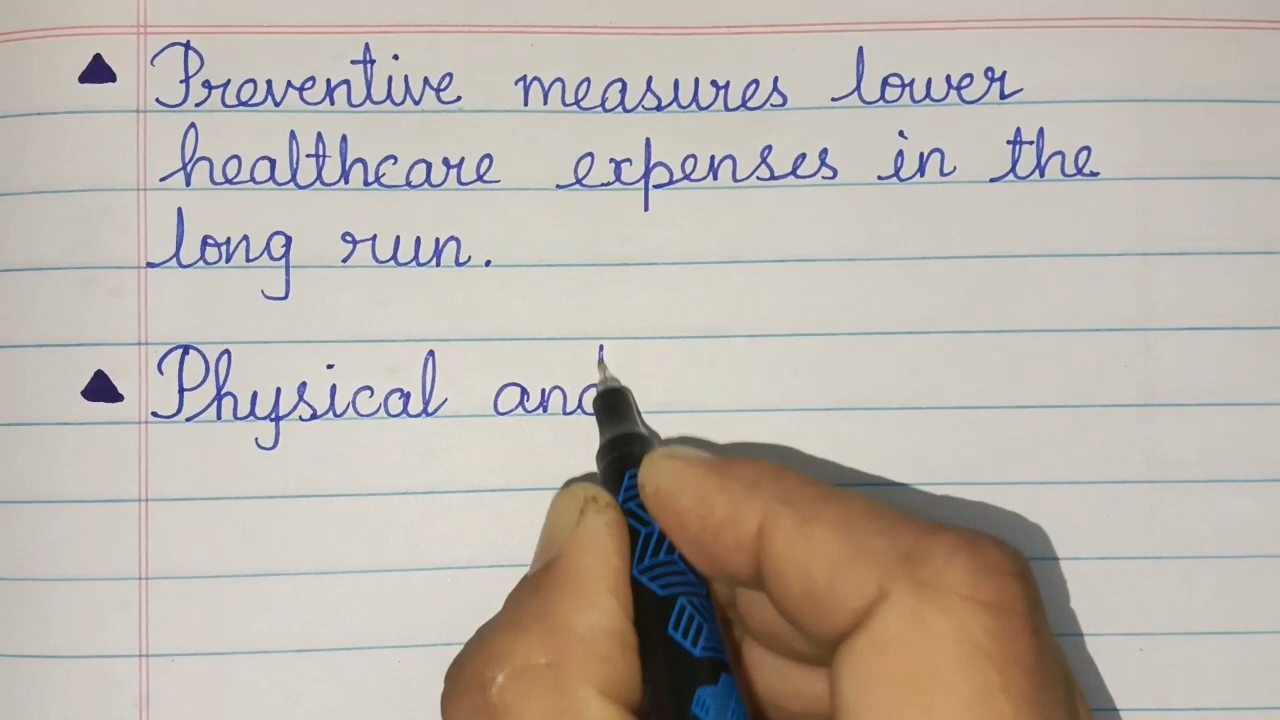 Preventive measures lower
healthcare expenses in the
long run.
Physical and